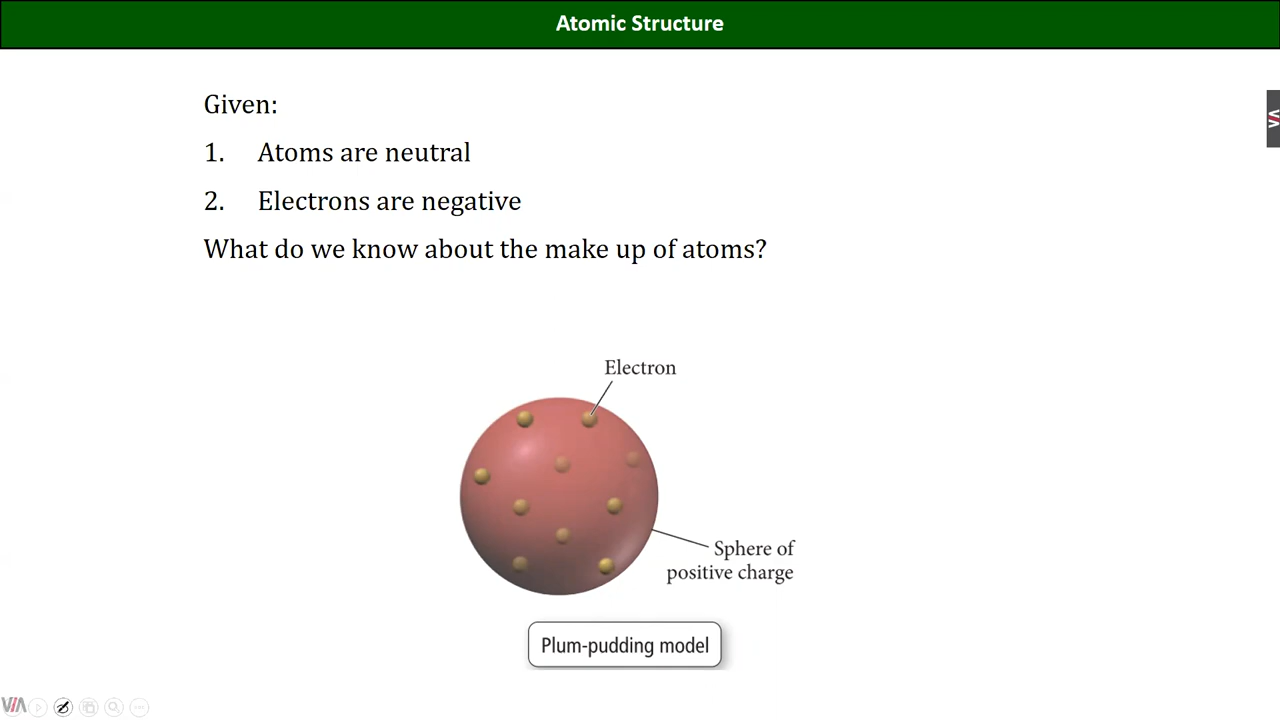 Atomic Structure
Given:
1. Atoms are neutral
2. Electrons are negative
What do we know about the make up of atoms?
Electron
Sphere of
positive charge
Plum-pudding model
VIA